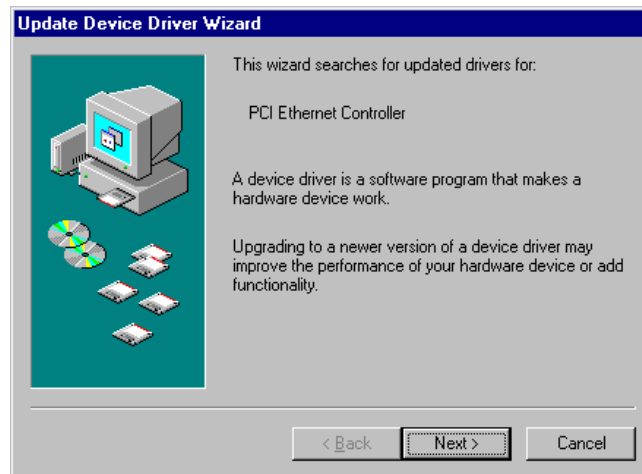 Update Device Driver Wizard
This wizard searches for updated drivers for:
PCI Ethernet Controller
A device driver is a software program that makes a
hardware device work.
Upgrading to a newer version of a device driver may
improve the performance of your hardware device or add
functionality.
< Back
Next >
Cancel